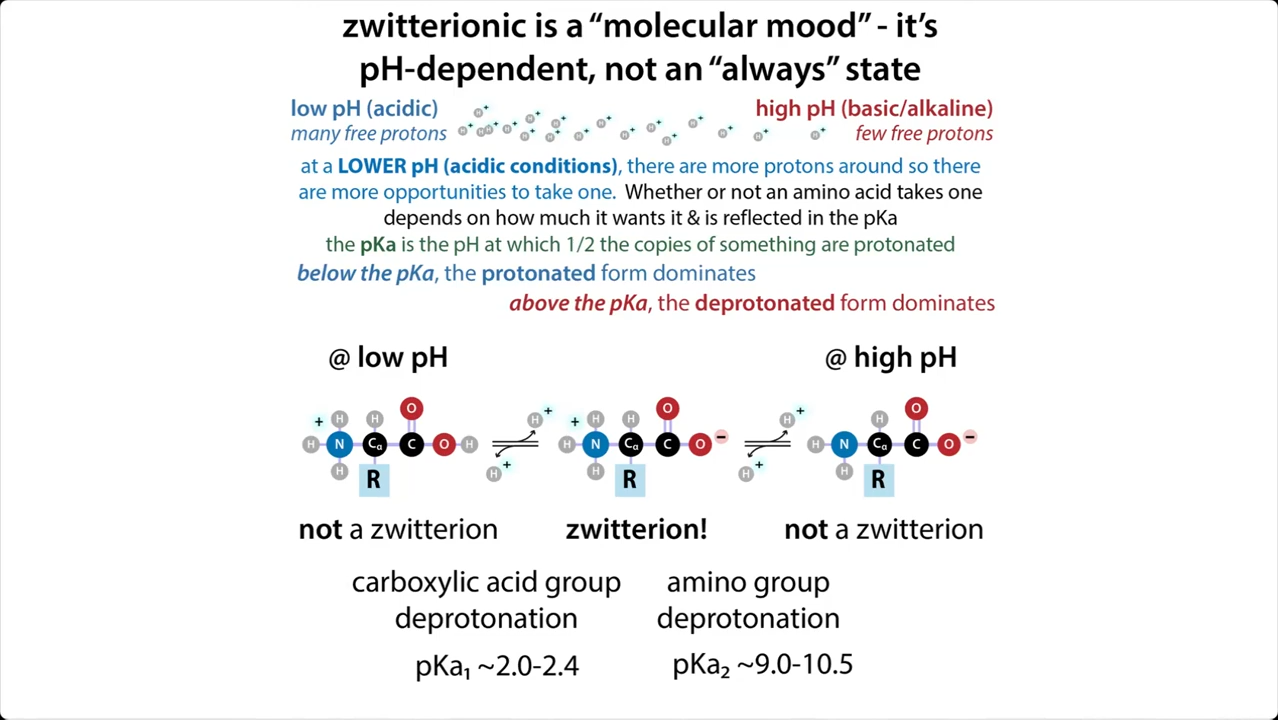 zwitterionic is a “molecular mood” - it’s
pH-dependent, not an “always” state
low pH (acidic)
many free protons
high pH (basic/alkaline)
few free protons
H+ H+ H+ H+ H+ H+ H+ H+ H+ H+ H+ H+ H+ H+ H+ H+ H+ H+ H+
at a LOWER pH (acidic conditions), there are more protons around so there
are more opportunities to take one. Whether or not an amino acid takes one
depends on how much it wants it & is reflected in the pKa
the pKa is the pH at which 1/2 the copies of something are protonated
below the pKa, the protonated form dominates
above the pKa, the deprotonated form dominates
@ low pH
@ high pH
O
+ H H
H N Cα C O H
H R
H+
H+
O
+ H H
H N Cα C O −
H R
H+
H+
O
H
H N Cα C O −
H R
not a zwitterion
zwitterion!
not a zwitterion
carboxylic acid group
deprotonation
pKa₁ ~2.0-2.4
amino group
deprotonation
pKa₂ ~9.0-10.5